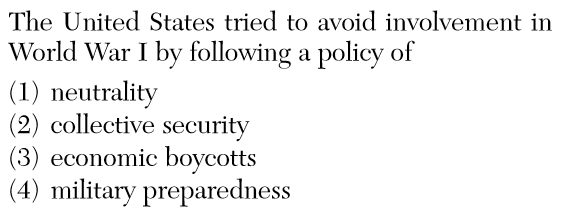 The United States tried to avoid involvement in
World War I by following a policy of
(1) neutrality
(2) collective security
(3) economic boycotts
(4) military preparedness